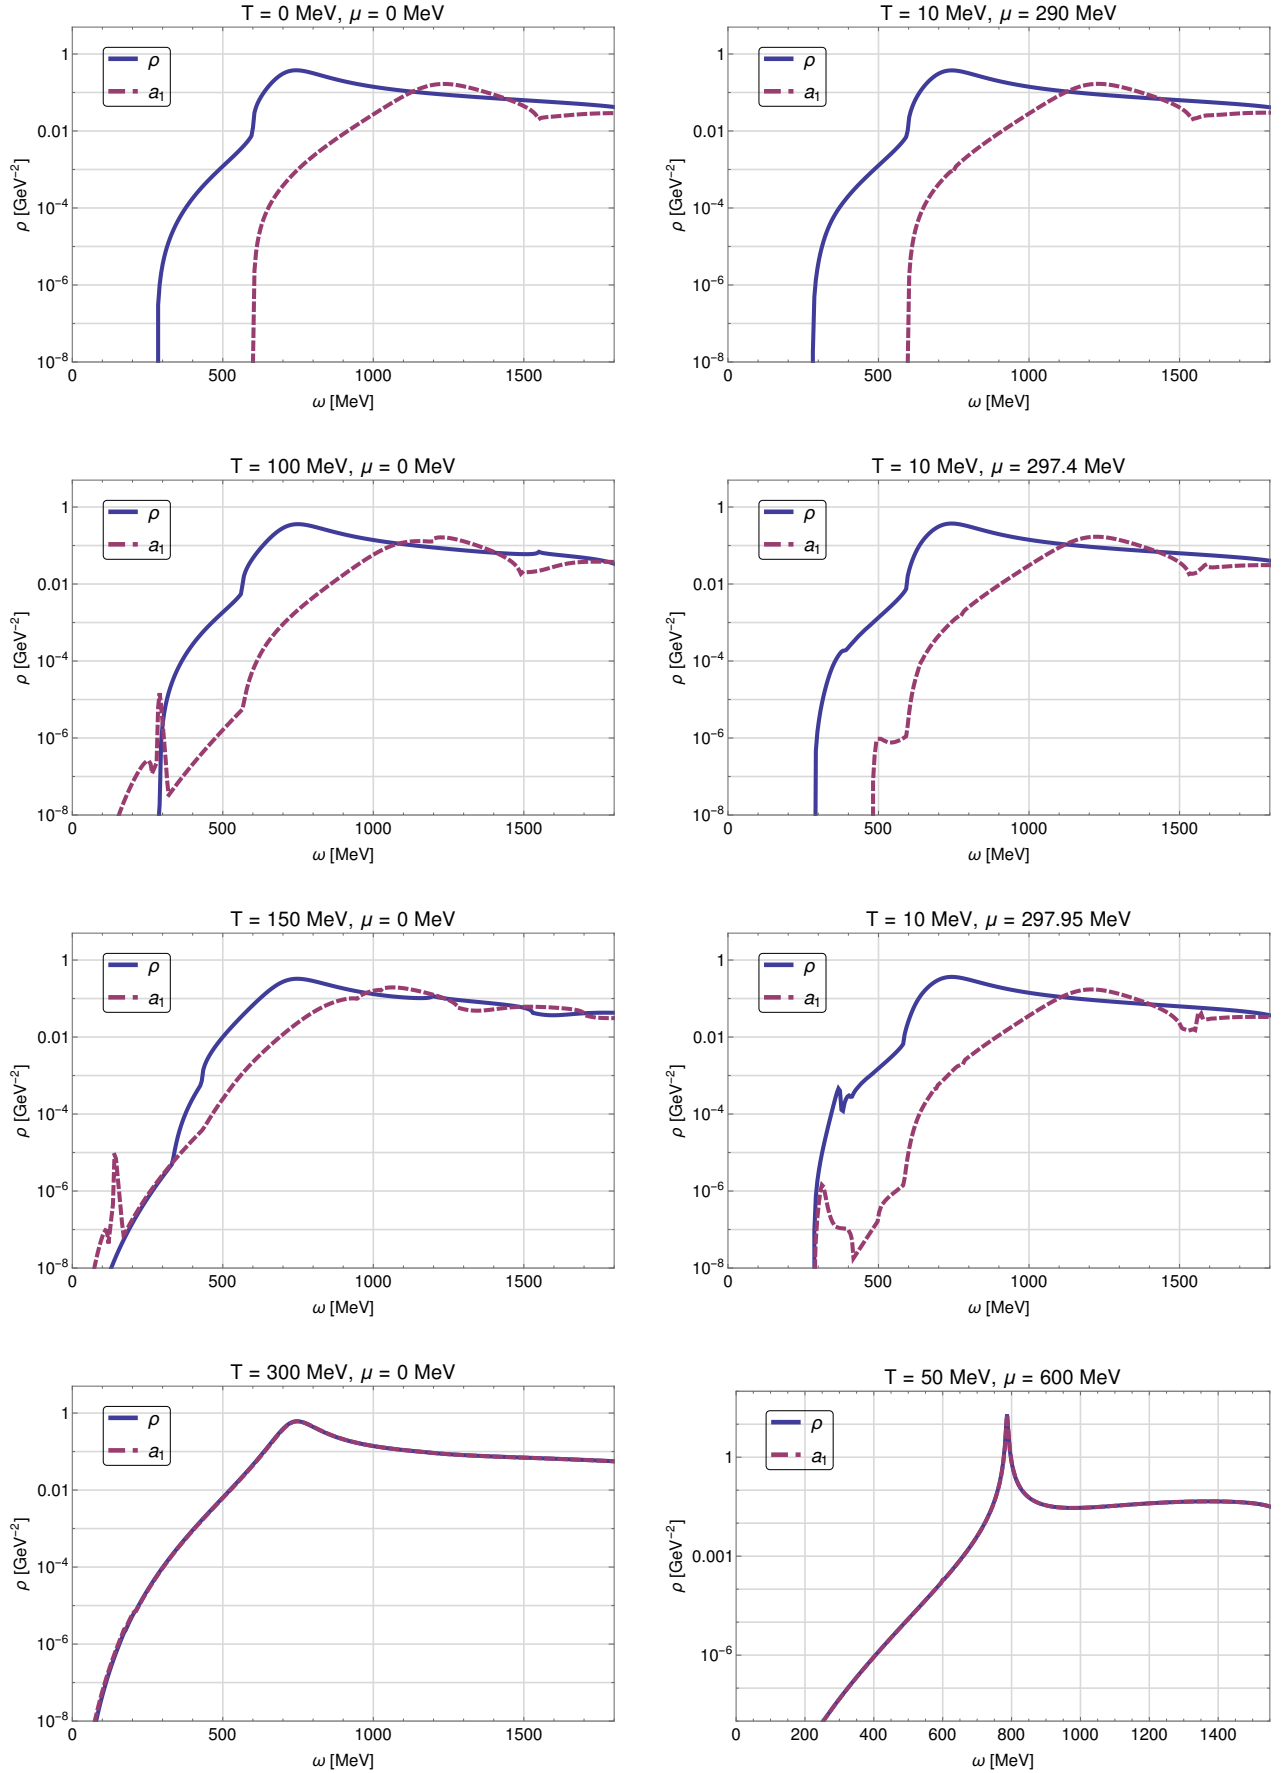 T = 0 MeV, μ = 0 MeV
ρ
a₁
1
0.01
10⁻⁴
10⁻⁶
10⁻⁸
ρ [GeV⁻²]
0 500 1000 1500
ω [MeV]
T = 10 MeV, μ = 290 MeV
ρ
a₁
1
0.01
10⁻⁴
10⁻⁶
10⁻⁸
ρ [GeV⁻²]
0 500 1000 1500
ω [MeV]
T = 100 MeV, μ = 0 MeV
ρ
a₁
1
0.01
10⁻⁴
10⁻⁶
10⁻⁸
ρ [GeV⁻²]
0 500 1000 1500
ω [MeV]
T = 10 MeV, μ = 297.4 MeV
ρ
a₁
1
0.01
10⁻⁴
10⁻⁶
10⁻⁸
ρ [GeV⁻²]
0 500 1000 1500
ω [MeV]
T = 150 MeV, μ = 0 MeV
ρ
a₁
1
0.01
10⁻⁴
10⁻⁶
10⁻⁸
ρ [GeV⁻²]
0 500 1000 1500
ω [MeV]
T = 10 MeV, μ = 297.95 MeV
ρ
a₁
1
0.01
10⁻⁴
10⁻⁶
10⁻⁸
ρ [GeV⁻²]
0 500 1000 1500
ω [MeV]
T = 300 MeV, μ = 0 MeV
ρ
a₁
1
0.01
10⁻⁴
10⁻⁶
10⁻⁸
ρ [GeV⁻²]
0 500 1000 1500
ω [MeV]
T = 50 MeV, μ = 600 MeV
ρ
a₁
1
0.001
10⁻⁶
ρ [GeV⁻²]
0 200 400 600 800 1000 1200 1400
ω [MeV]